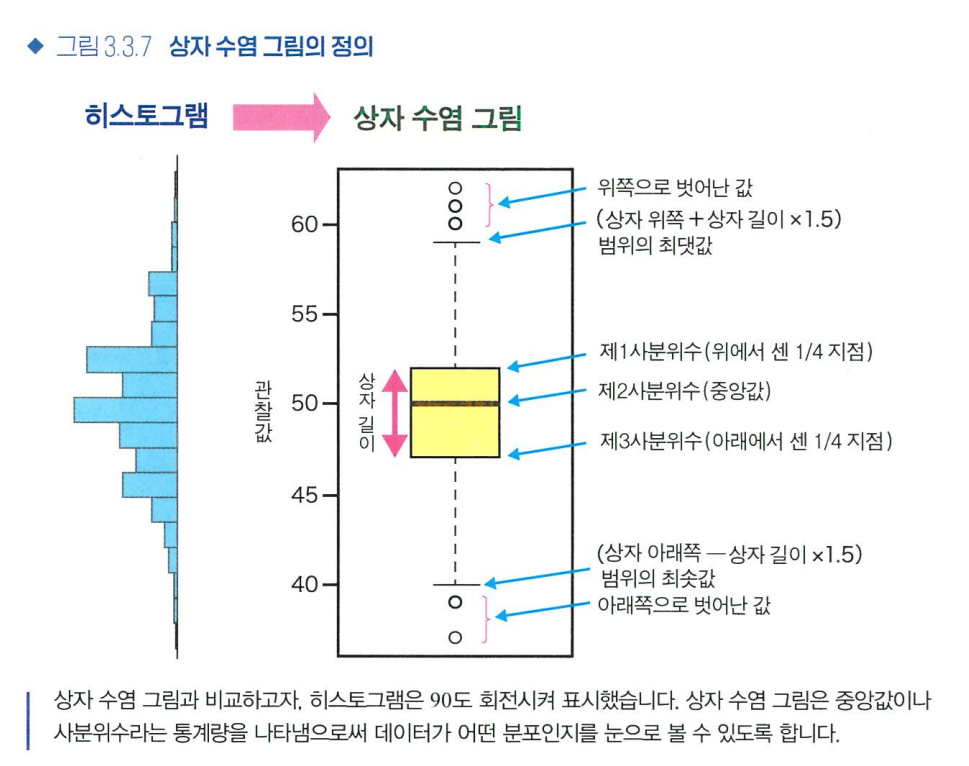 ◆ 그림 3.3.7 상자 수염 그림의 정의
히스토그램
상자 수염 그림
위쪽으로 벗어난 값
(상자 위쪽 + 상자 길이 ×1.5)
범위의 최댓값
60
55
제1사분위수(위에서 센 1/4 지점)
제2사분위수(중앙값)
50
관찰값
상자 길이
제3사분위수(아래에서 센 1/4 지점)
45
(상자 아래쪽 — 상자 길이 ×1.5)
범위의 최솟값
40
아래쪽으로 벗어난 값
상자 수염 그림과 비교하고자, 히스토그램은 90도 회전시켜 표시했습니다. 상자 수염 그림은 중앙값이나
사분위수라는 통계량을 나타냄으로써 데이터가 어떤 분포인지를 눈으로 볼 수 있도록 합니다.